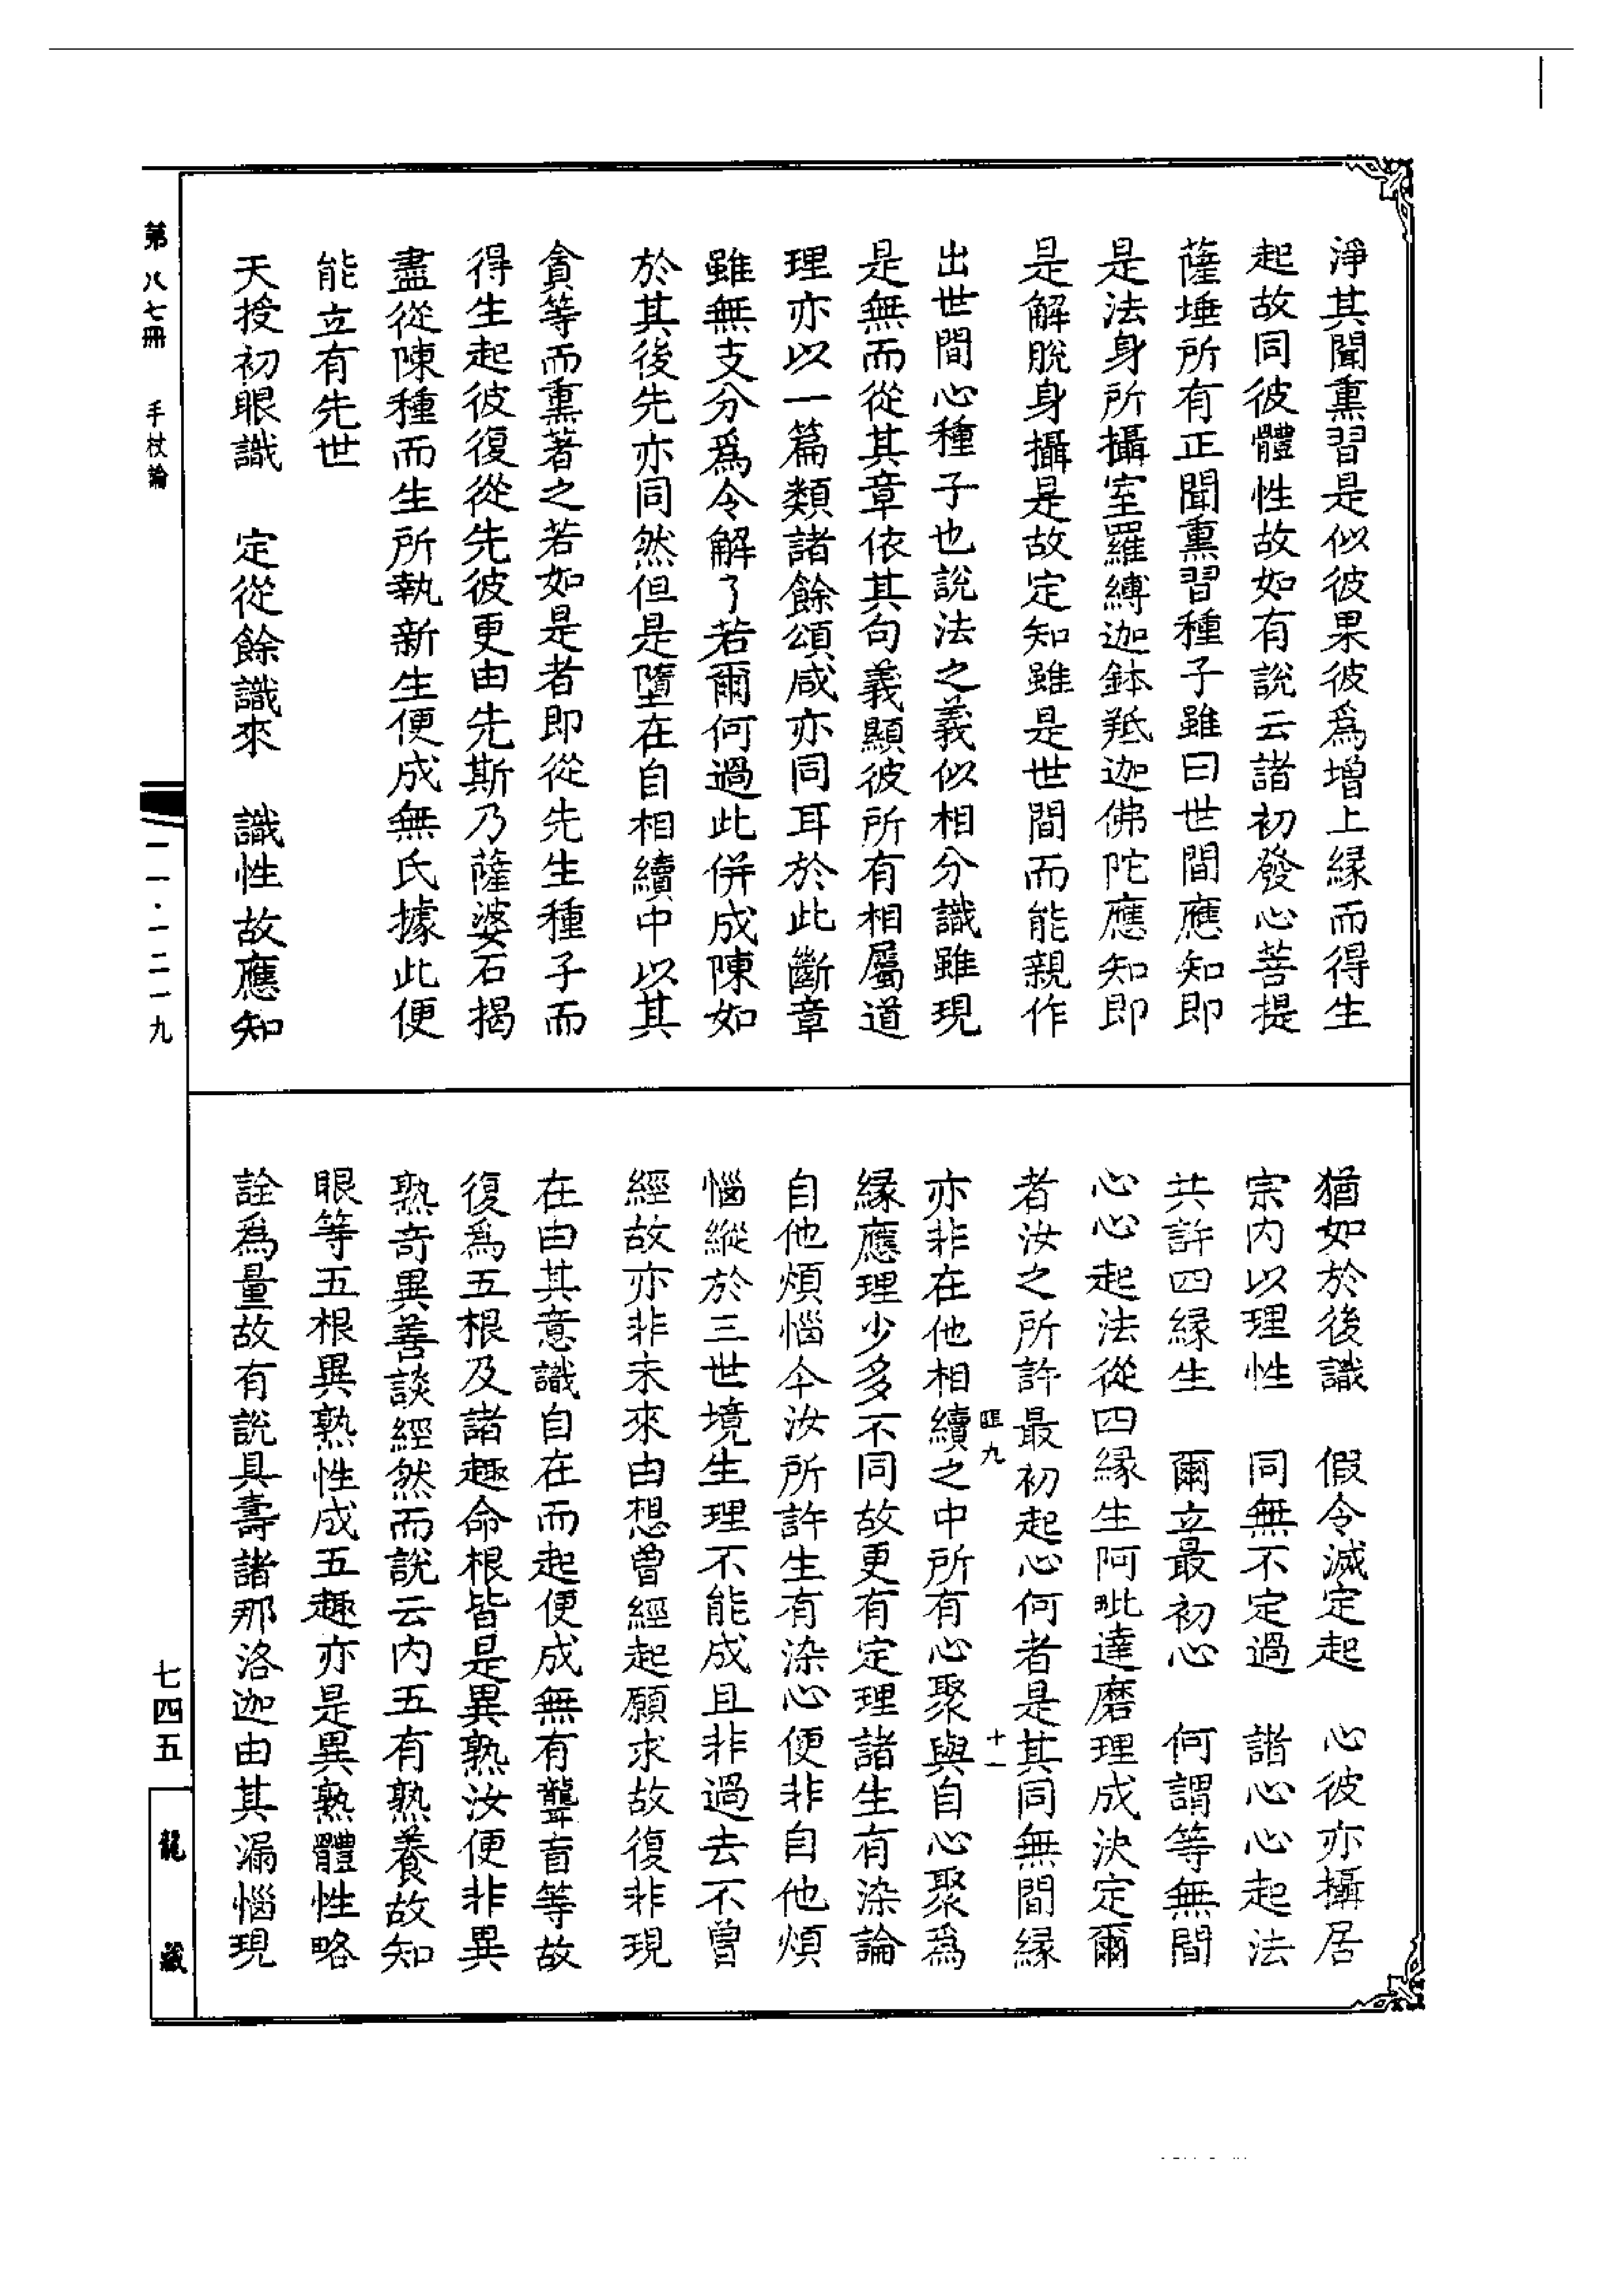 淨其聞熏習是似彼果彼爲增上緣而得生
起故同彼體性故如有說云諸初發心菩提
薩埵所有正聞熏習種子雖曰世間應知即
是法身所攝室羅縛迦鉢羝迦佛陀應知即
是解脫身攝是故定知雖是世間而能親作
出世間心種子也說法之義似相分識雖現
是無而從其章依其句義顯彼所有相屬道
理亦以一篇類諸餘頌咸亦同耳於此斷章
雖無支分爲令解了若爾何過此併成陳如
於其後先亦同然但是墮在自相續中以其
貪等而熏著之若如是者即從先生種子而
得生起彼復從先彼更由先斯乃薩婆石揭
盡從陳種而生所執新生便成無氏據此便
能立有先世
天授初眼識　定從餘識來　識性故應知
猶如於後識　假令滅定起　心彼亦攝居
宗內以理性　同無不定過　諸心心起法
共許四緣生　爾立最初心　何謂等無間
心心起法從四緣生阿毗達磨理成決定爾
者汝之所許最初起心何者是其同無間緣
匪九　十一
亦非在他相續之中所有心聚與自心聚爲
緣應理少多不同故更有定理諸生有染論
自他煩惱今汝所許生有染心便非自他煩
惱縱於三世境生理不能成且非過去不曾
經故亦非未來由想曾經起願求故復非現
在由其意識自在而起便成無有聾盲等故
復爲五根及諸趣命根皆是異熟汝便非異
熟奇異善談經然而說云內五有熟養故知
眼等五根異熟性成五趣亦是異熟體性略
詮爲量故有說具壽諸那洛迦由其漏惱現
第八七冊　手杖論
一一·一二一九
七四五
龍藏